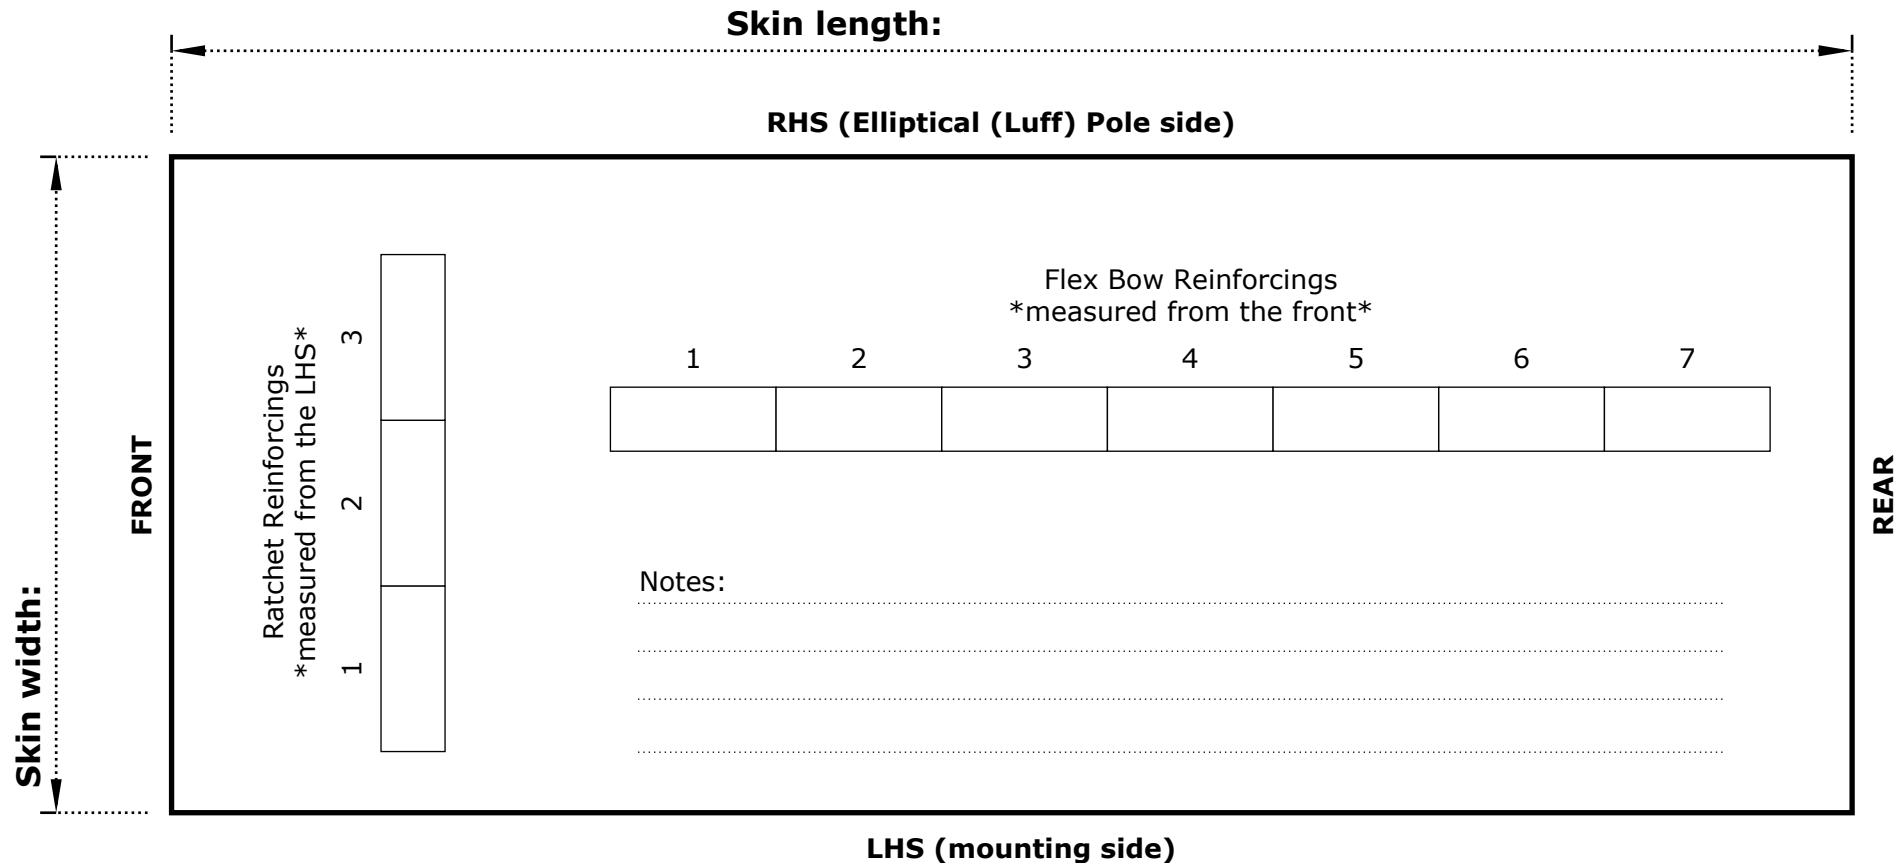 Skin length:
RHS (Elliptical (Luff) Pole side)
Flex Bow Reinforcings
*measured from the front*
1 2 3 4 5 6 7
Ratchet Reinforcings
*measured from the LHS*
3
2
1
FRONT
REAR
Skin width:
Notes:
LHS (mounting side)